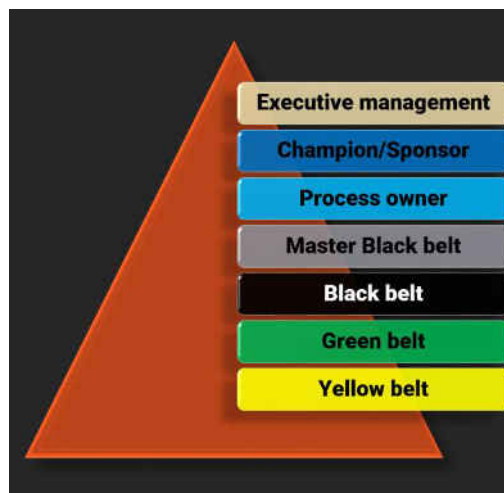 Executive management
Champion/Sponsor
Process owner
Master Black belt
Black belt
Green belt
Yellow belt